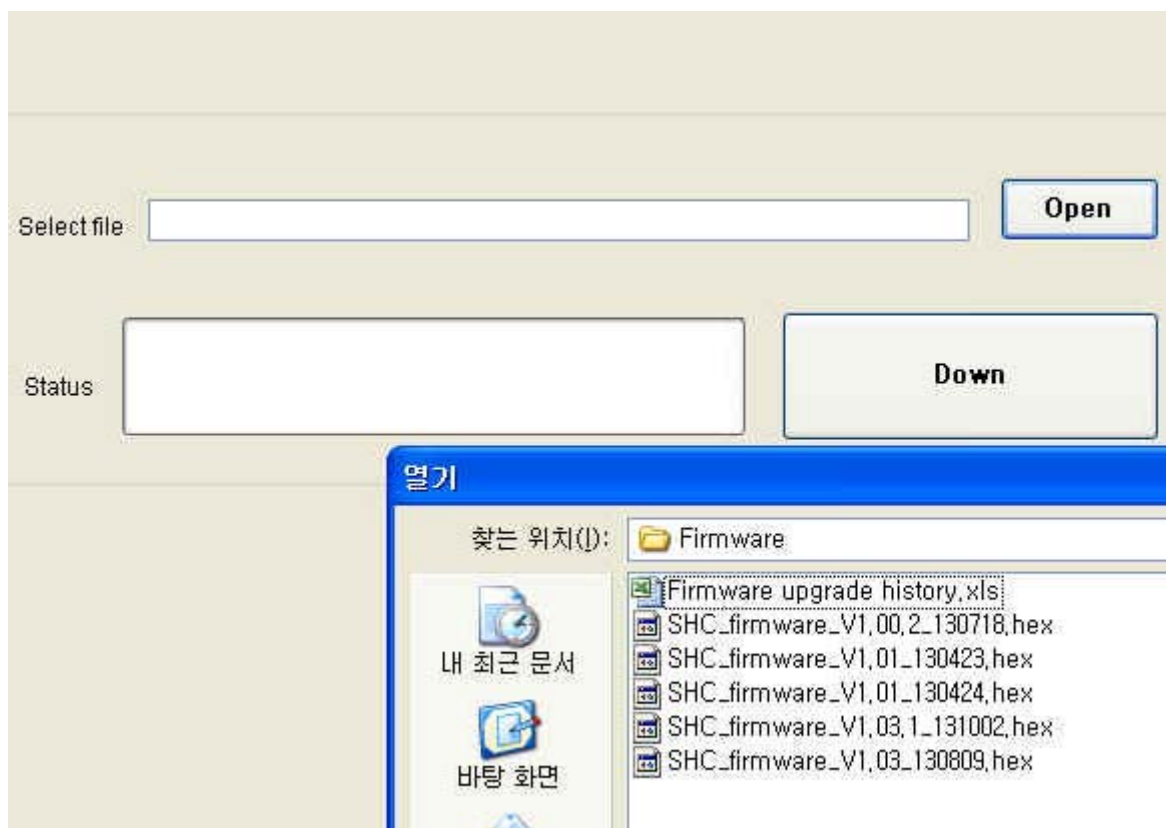 Select file
Open
Status
Down
열기
찾는 위치(I):
Firmware
Firmware upgrade history,xls
SHC_firmware_V1,00,2_130718,hex
SHC_firmware_V1,01_130423,hex
SHC_firmware_V1,01_130424,hex
SHC_firmware_V1,03,1_131002,hex
SHC_firmware_V1,03_130809,hex
내 최근 문서
바탕 화면